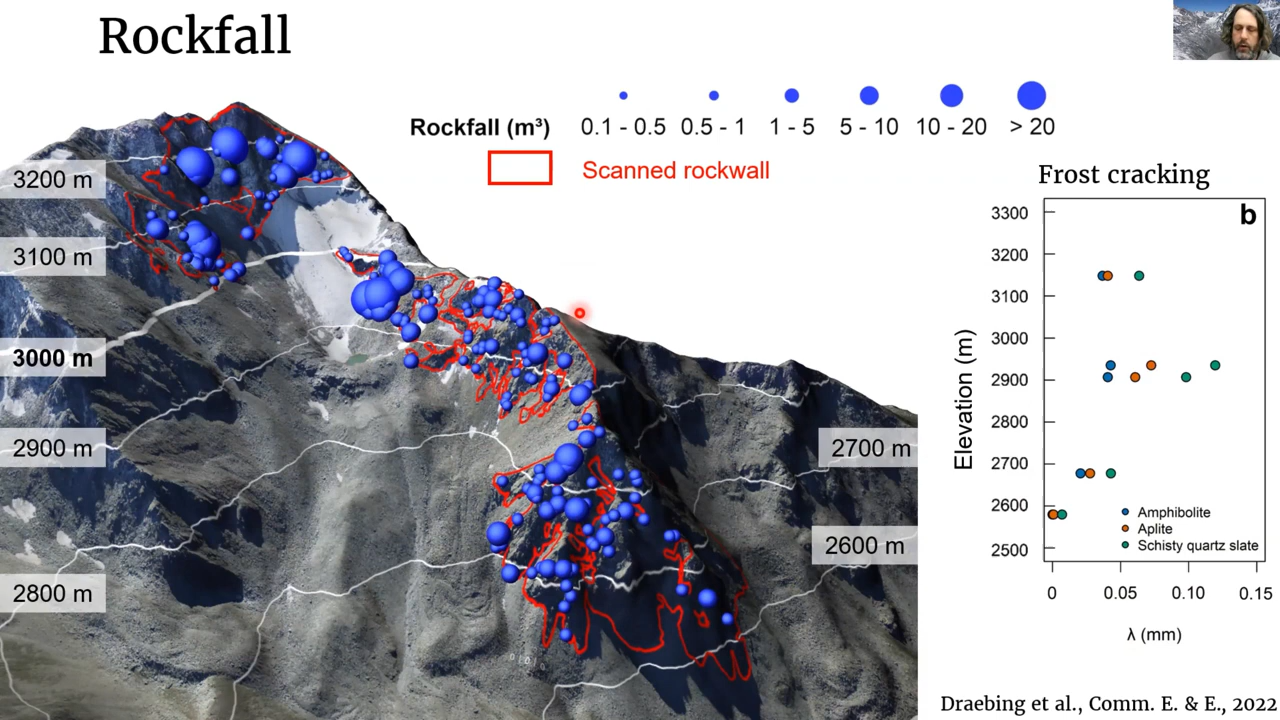 Rockfall
Rockfall (m³) 0.1 - 0.5 0.5 - 1 1 - 5 5 - 10 10 - 20 > 20
Scanned rockwall
3200 m
3100 m
3000 m
2900 m
2800 m
2700 m
2600 m
Frost cracking
b
Elevation (m)
3300
3200
3100
3000
2900
2800
2700
2600
2500
Amphibolite
Aplite
Schisty quartz slate
0 0.05 0.10 0.15
λ (mm)
Draebing et al., Comm. E. & E., 2022